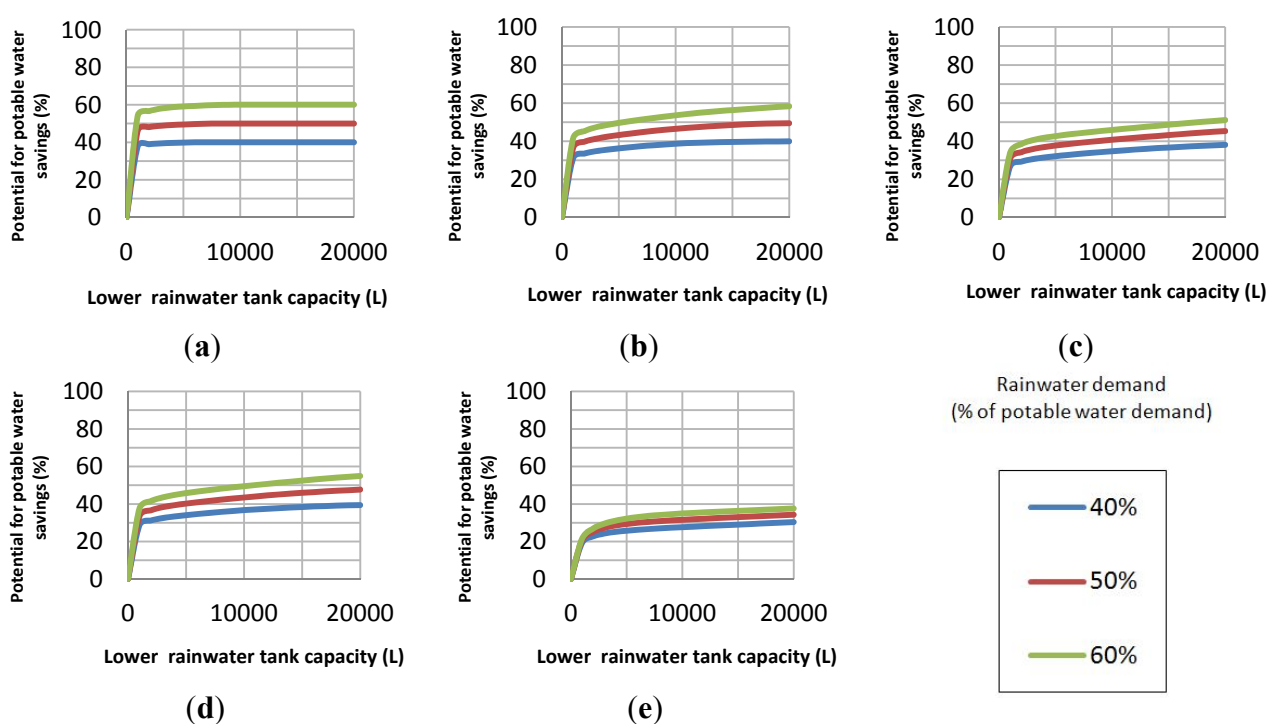 Potential for potable water
savings (%)
100
80
60
40
20
0
0 10000 20000
Lower rainwater tank capacity (L)
(a)
Potential for potable water
savings (%)
100
80
60
40
20
0
0 10000 20000
Lower rainwater tank capacity (L)
(b)
Potential for potable water
savings (%)
100
80
60
40
20
0
0 10000 20000
Lower rainwater tank capacity (L)
(c)
Potential for potable water
savings (%)
100
80
60
40
20
0
0 10000 20000
Lower rainwater tank capacity (L)
(d)
Potential for potable water
savings (%)
100
80
60
40
20
0
0 10000 20000
Lower rainwater tank capacity (L)
(e)
Rainwater demand
(% of potable water demand)
40%
50%
60%